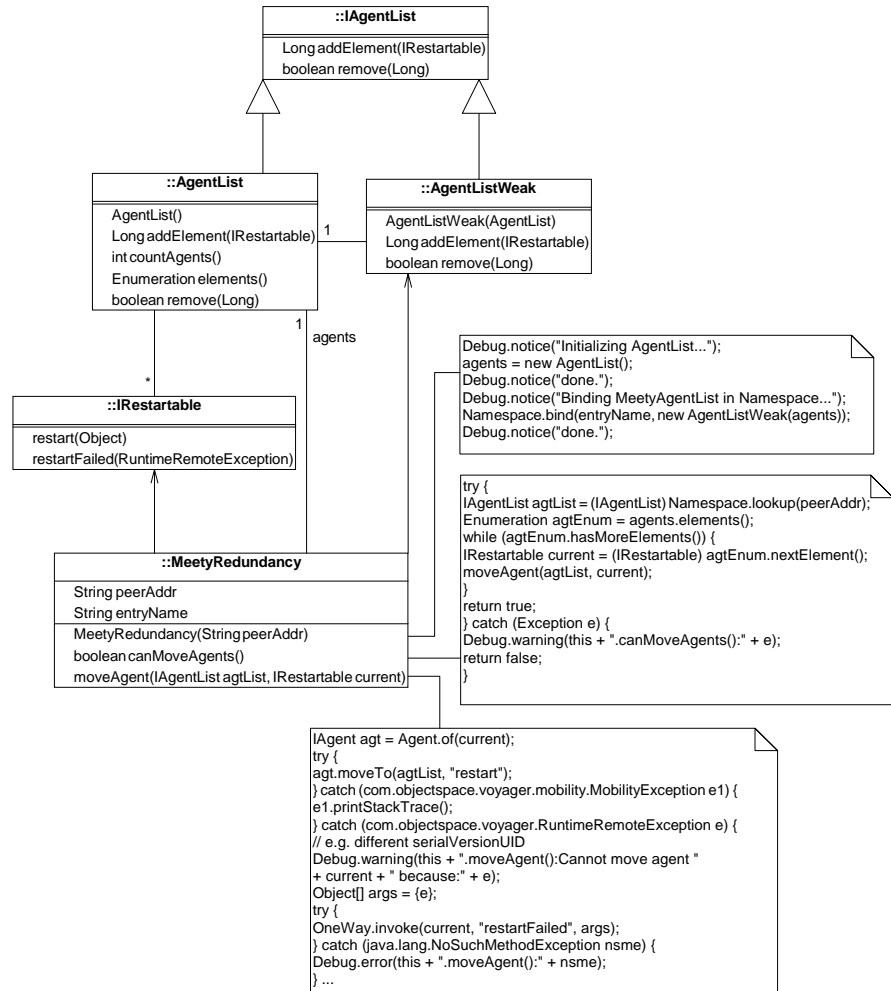 ::IAgentList
Long addElement(IRestartable)
boolean remove(Long)
::AgentList
AgentList()
Long addElement(IRestartable)
int countAgents()
Enumeration elements()
boolean remove(Long)
::AgentListWeak
AgentListWeak(AgentList)
Long addElement(IRestartable)
boolean remove(Long)
1
1
agents
*
::IRestartable
restart(Object)
restartFailed(RuntimeRemoteException)
Debug.notice("Initializing AgentList...");
agents = new AgentList();
Debug.notice("done.");
Debug.notice("Binding MeetyAgentList in Namespace...");
Namespace.bind(entryName, new AgentListWeak(agents));
Debug.notice("done.");
try {
IAgentList agtList = (IAgentList) Namespace.lookup(peerAddr);
Enumeration agtEnum = agents.elements();
while (agtEnum.hasMoreElements()) {
IRestartable current = (IRestartable) agtEnum.nextElement();
moveAgent(agtList, current);
}
return true;
} catch (Exception e) {
Debug.warning(this + ".canMoveAgents():" + e);
return false;
}
::MeetyRedundancy
String peerAddr
String entryName
MeetyRedundancy(String peerAddr)
boolean canMoveAgents()
moveAgent(IAgentList agtList, IRestartable current)
IAgent agt = Agent.of(current);
try {
agt.moveTo(agtList, "restart");
} catch (com.objectspace.voyager.mobility.MobilityException e1) {
e1.printStackTrace();
} catch (com.objectspace.voyager.RuntimeRemoteException e) {
// e.g. different serialVersionUID
Debug.warning(this + ".moveAgent():Cannot move agent "
+ current + " because:" + e);
Object[] args = {e};
try {
OneWay.invoke(current, "restartFailed", args);
} catch (java.lang.NoSuchMethodException nsme) {
Debug.error(this + ".moveAgent():" + nsme);
} ...